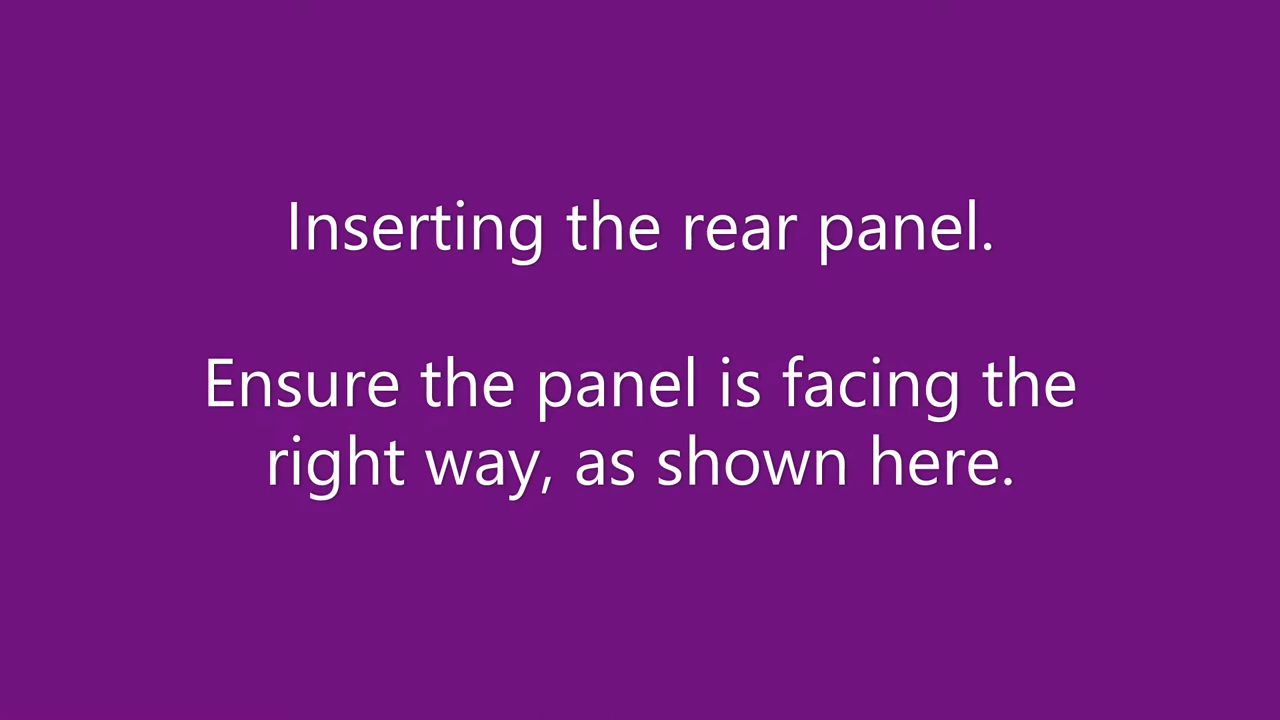 Inserting the rear panel.
Ensure the panel is facing the
right way, as shown here.